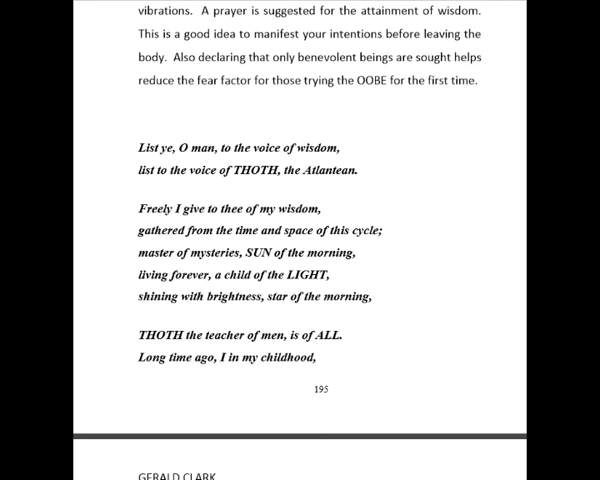 vibrations. A prayer is suggested for the attainment of wisdom.
This is a good idea to manifest your intentions before leaving the
body. Also declaring that only benevolent beings are sought helps
reduce the fear factor for those trying the OOBE for the first time.
List ye, O man, to the voice of wisdom,
list to the voice of THOTH, the Atlantean.
Freely I give to thee of my wisdom,
gathered from the time and space of this cycle;
master of mysteries, SUN of the morning,
living forever, a child of the LIGHT,
shining with brightness, star of the morning,
THOTH the teacher of men, is of ALL.
Long time ago, I in my childhood,
195
GERALD CLARK